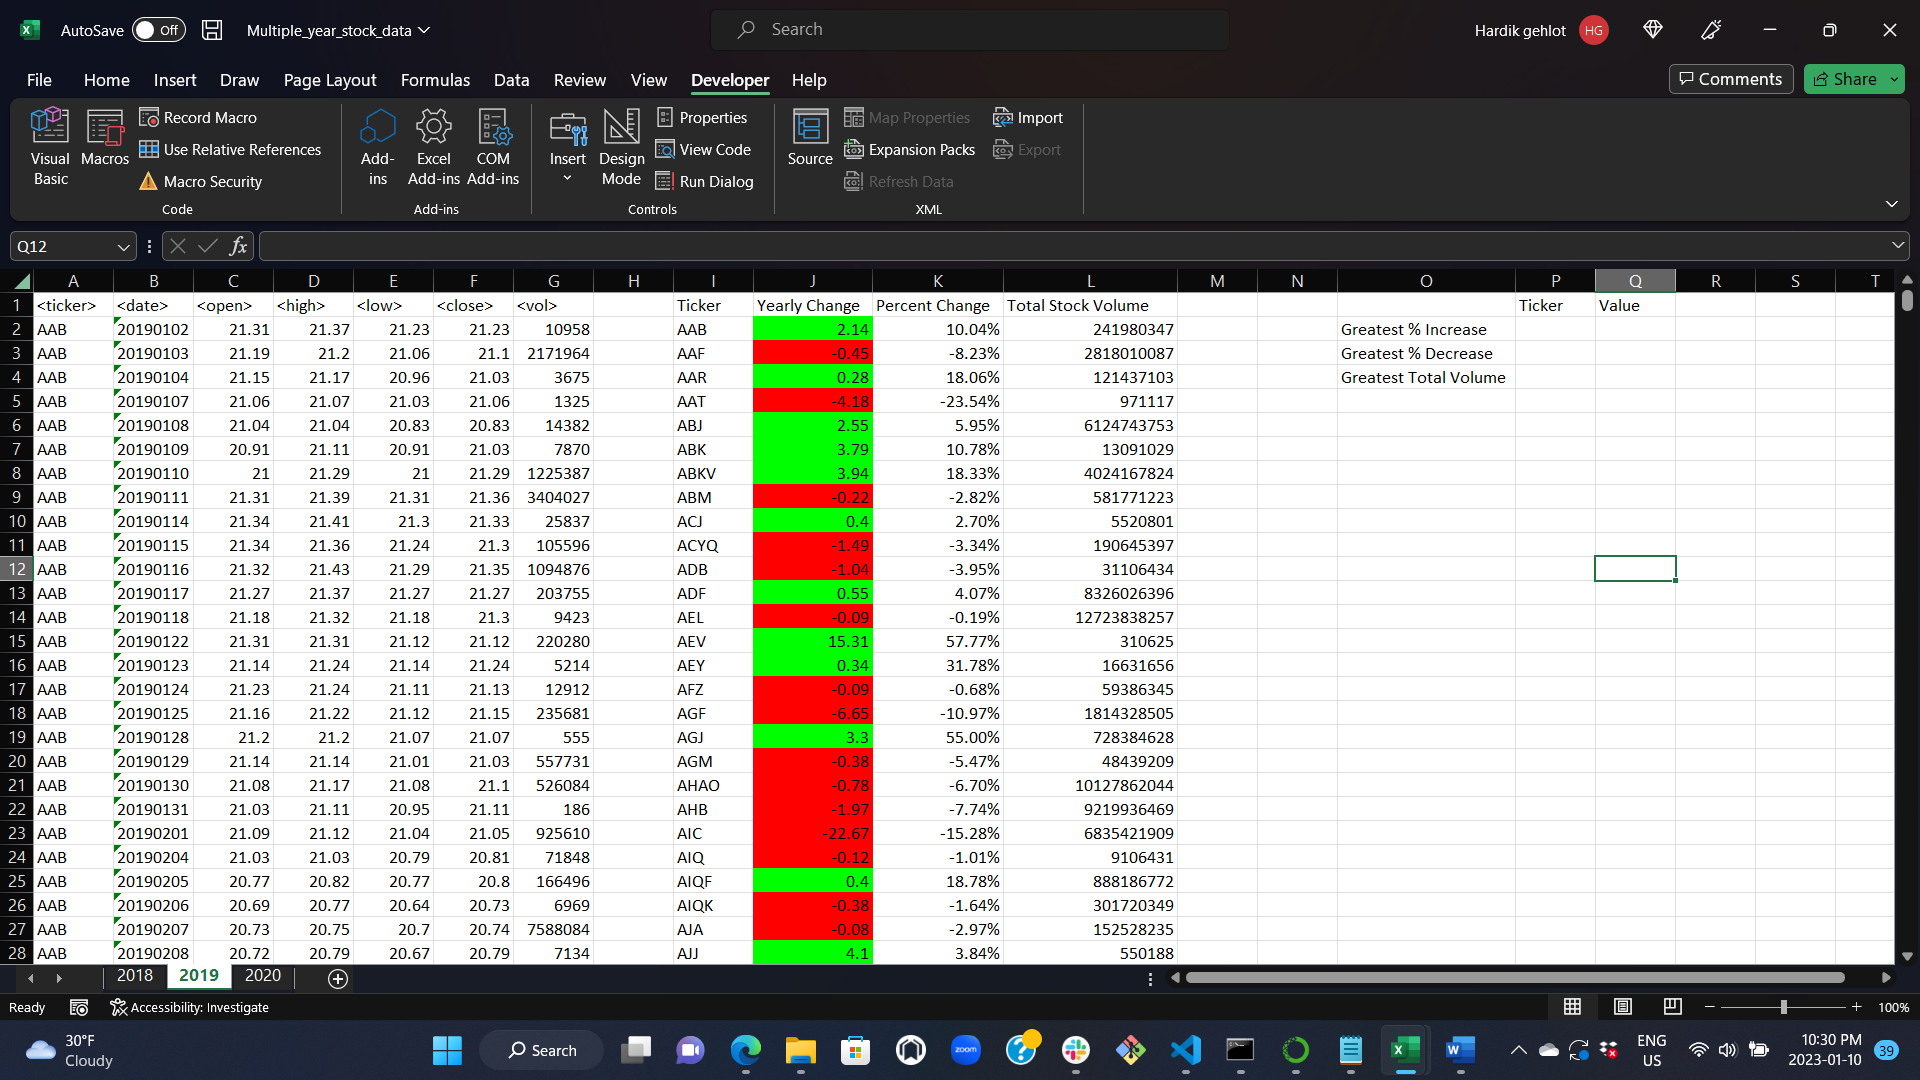 AutoSave Off Multiple_year_stock_data Search Hardik gehlot HG
File Home Insert Draw Page Layout Formulas Data Review View Developer Help Comments Share
Visual Basic Macros Record Macro Use Relative References Macro Security Code
Add-ins Excel Add-ins COM Add-ins Add-ins
Insert Design Mode Properties View Code Run Dialog Controls
Source Map Properties Expansion Packs Refresh Data Import Export XML
Q12 fx
A B C D E F G H I J K L M N O P Q R S T
1 <ticker> <date> <open> <high> <low> <close> <vol> Ticker Yearly Change Percent Change Total Stock Volume Ticker Value
2 AAB 20190102 21.31 21.37 21.23 21.23 10958 AAB 2.14 10.04% 241980347 Greatest % Increase
3 AAB 20190103 21.19 21.2 21.06 21.1 2171964 AAF -0.45 -8.23% 2818010087 Greatest % Decrease
4 AAB 20190104 21.15 21.17 20.96 21.03 3675 AAR 0.28 18.06% 121437103 Greatest Total Volume
5 AAB 20190107 21.06 21.07 21.03 21.06 1325 AAT -4.18 -23.54% 971117
6 AAB 20190108 21.04 21.04 20.83 20.83 14382 ABJ 2.55 5.95% 6124743753
7 AAB 20190109 20.91 21.11 20.91 21.03 7870 ABK 3.79 10.78% 13091029
8 AAB 20190110 21 21.29 21 21.29 1225387 ABKV 3.94 18.33% 4024167824
9 AAB 20190111 21.31 21.39 21.31 21.36 3404027 ABM -0.22 -2.82% 581771223
10 AAB 20190114 21.34 21.41 21.3 21.33 25837 ACJ 0.4 2.70% 5520801
11 AAB 20190115 21.34 21.36 21.24 21.3 105596 ACYQ -1.49 -3.34% 190645397
12 AAB 20190116 21.32 21.43 21.29 21.35 1094876 ADB -1.04 -3.95% 31106434
13 AAB 20190117 21.27 21.37 21.27 21.27 203755 ADF 0.55 4.07% 8326026396
14 AAB 20190118 21.18 21.32 21.18 21.3 9423 AEL -0.09 -0.19% 12723838257
15 AAB 20190122 21.31 21.31 21.12 21.12 220280 AEV 15.31 57.77% 310625
16 AAB 20190123 21.14 21.24 21.14 21.24 5214 AEY 0.34 31.78% 16631656
17 AAB 20190124 21.23 21.24 21.11 21.13 12912 AFZ -0.09 -0.68% 59386345
18 AAB 20190125 21.16 21.22 21.12 21.15 235681 AGF -6.65 -10.97% 1814328505
19 AAB 20190128 21.2 21.2 21.07 21.07 555 AGJ 3.3 55.00% 728384628
20 AAB 20190129 21.14 21.14 21.01 21.03 557731 AGM -0.38 -5.47% 48439209
21 AAB 20190130 21.08 21.17 21.08 21.1 526084 AHAO -0.78 -6.70% 10127862044
22 AAB 20190131 21.03 21.11 20.95 21.11 186 AHB -1.97 -7.74% 9219936469
23 AAB 20190201 21.09 21.12 21.04 21.05 925610 AIC -22.67 -15.28% 6835421909
24 AAB 20190204 21.03 21.03 20.79 20.81 71848 AIQ -0.12 -1.01% 9106431
25 AAB 20190205 20.77 20.82 20.77 20.8 166496 AIQF 0.4 18.78% 888186772
26 AAB 20190206 20.69 20.77 20.64 20.73 6969 AIQK -0.38 -1.64% 301720349
27 AAB 20190207 20.73 20.75 20.7 20.74 7588084 AJA -0.08 -2.97% 152528235
28 AAB 20190208 20.72 20.79 20.67 20.79 7134 AJJ 4.1 3.84% 550188
2018 2019 2020
Ready Accessibility: Investigate 100%
30°F Cloudy Search zoom ENG US 10:30 PM 2023-01-10 39